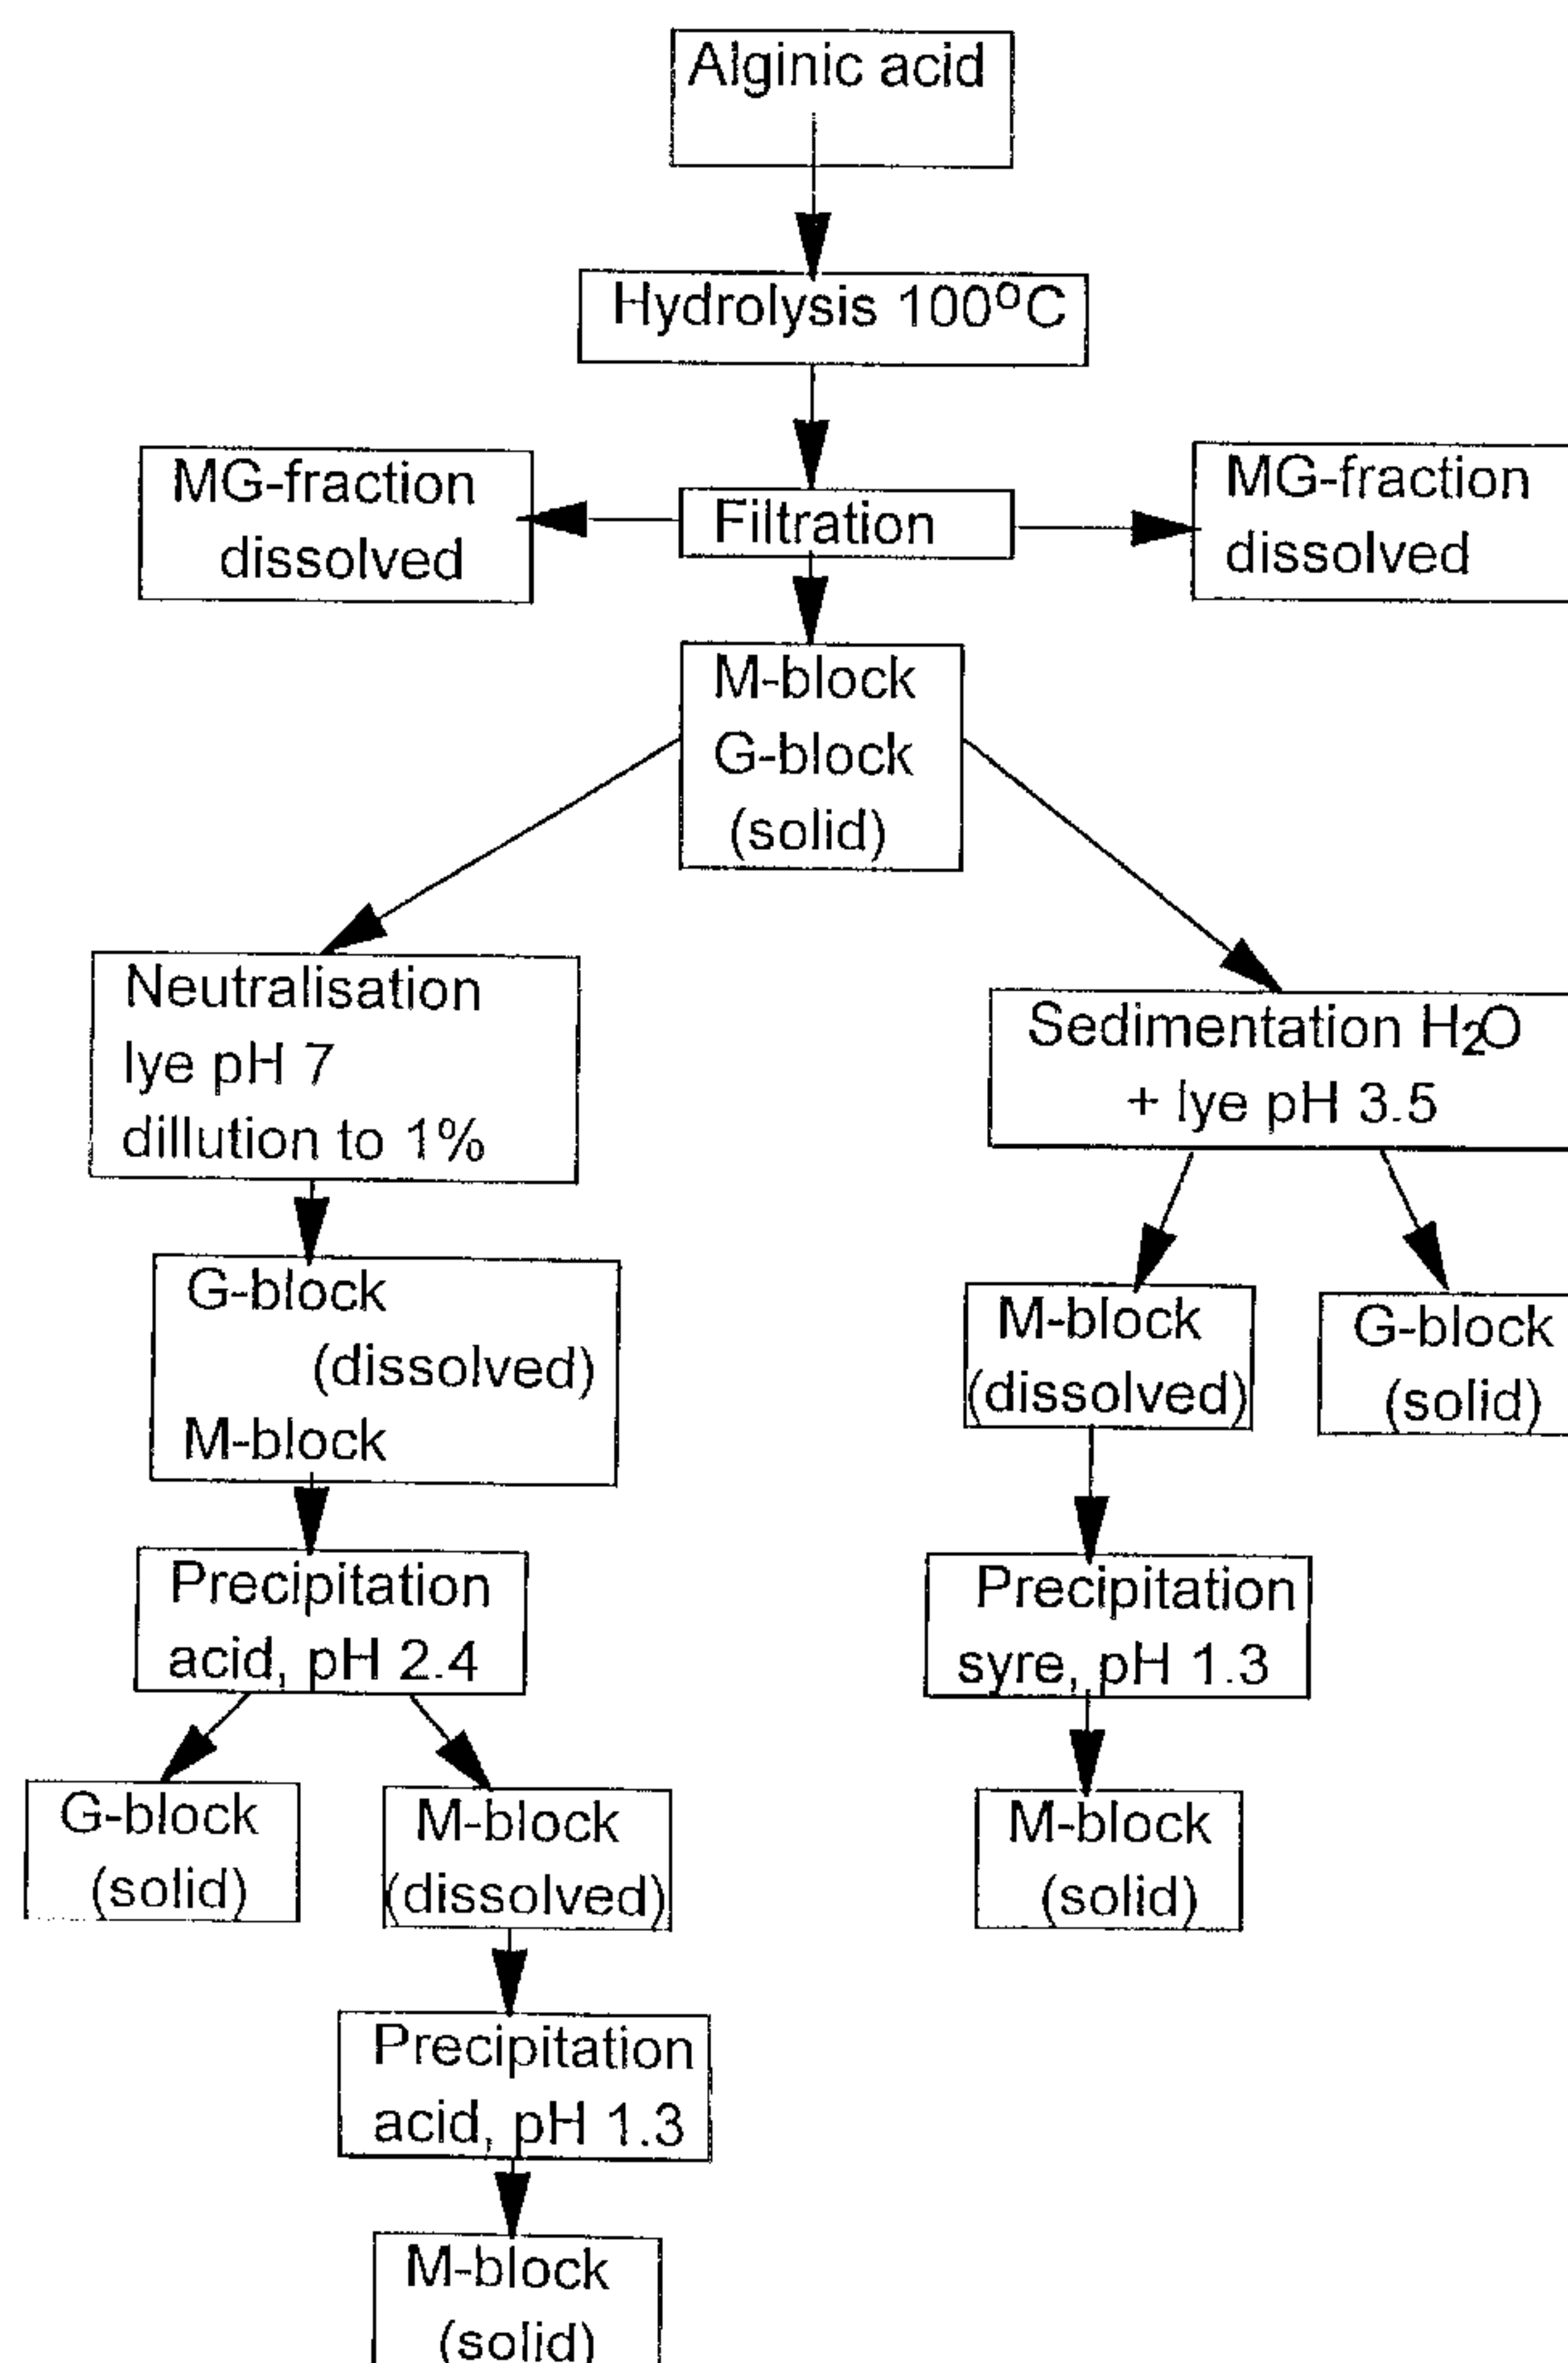 Alginic acid
Hydrolysis 100°C
MG-fraction
dissolved
Filtration
MG-fraction
dissolved
M-block
G-block
(solid)
Neutralisation
lye pH 7
dillution to 1%
Sedimentation H₂O
+ lye pH 3.5
G-block
(dissolved)
M-block
M-block
(dissolved)
G-block
(solid)
Precipitation
acid, pH 2.4
Precipitation
syre, pH 1.3
G-block
(solid)
M-block
(dissolved)
M-block
(solid)
Precipitation
acid, pH 1.3
M-block
(solid)